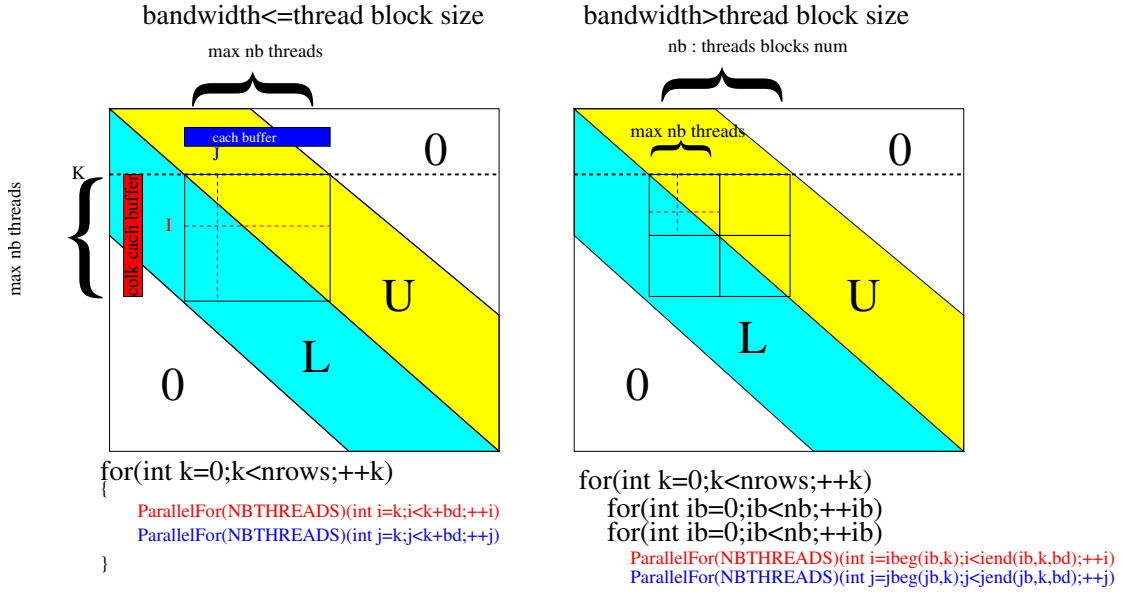 bandwidth<=thread block size
max nb threads
cach buffer
J
0
K
max nb threads
colk cach buffer
I
U
L
0
for(int k=0;k<nrows;++k)
{
ParallelFor(NBTHREADS)(int i=k;i<k+bd;++i)
ParallelFor(NBTHREADS)(int j=k;j<k+bd;++j)
}
bandwidth>thread block size
nb : threads blocks num
max nb threads
0
U
L
0
for(int k=0;k<nrows;++k)
for(int ib=0;ib<nb;++ib)
for(int ib=0;ib<nb;++ib)
ParallelFor(NBTHREADS)(int i=ibeg(ib,k);i<iend(ib,k,bd);++i)
ParallelFor(NBTHREADS)(int j=jbeg(jb,k);j<jend(jb,k,bd);++j)